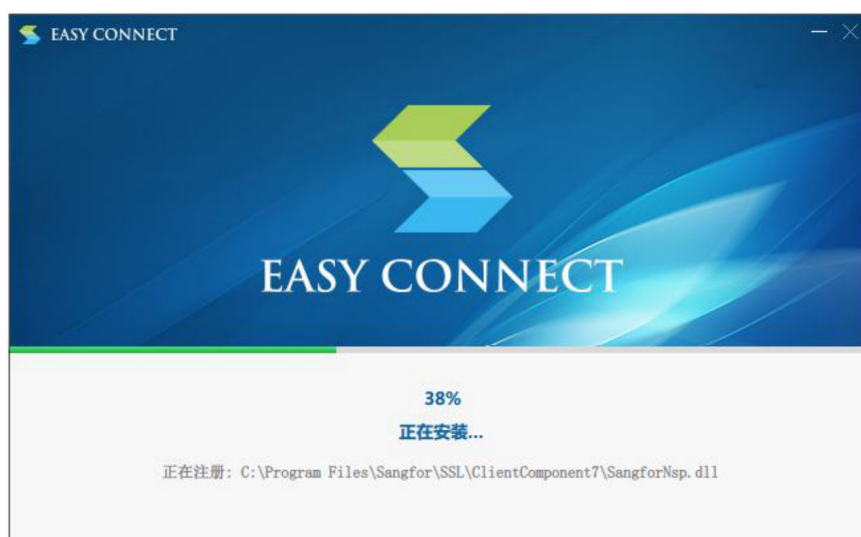 EASY CONNECT
EASY CONNECT
38%
正在安装...
正在注册: C:\Program Files\Sangfor\SSL\ClientComponent7\SangforNsp.dll